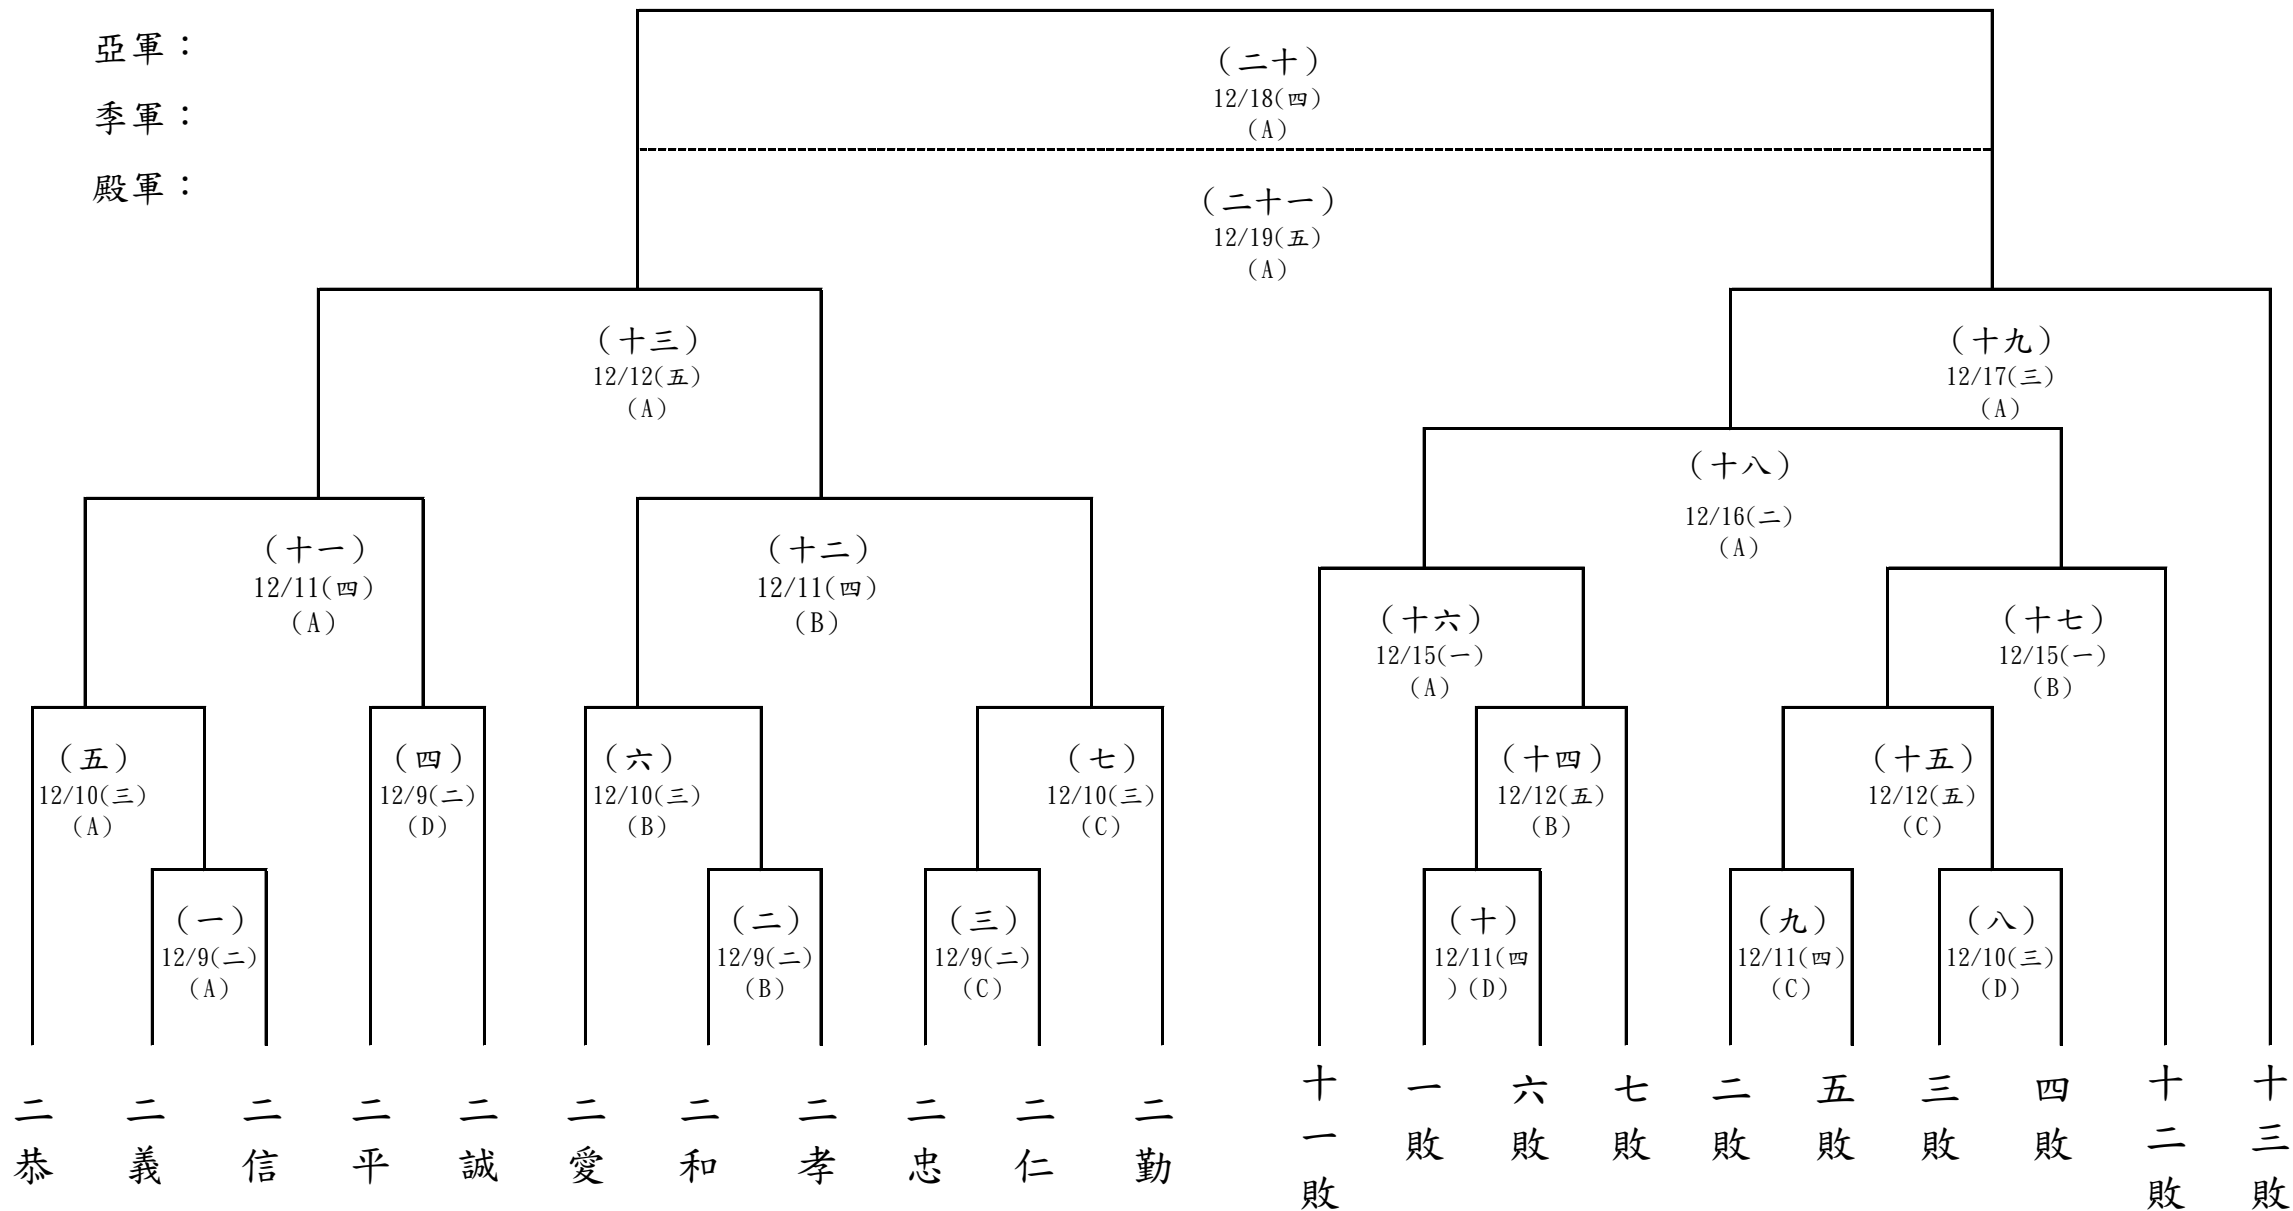 亞軍：
季軍：
殿軍：
（二十）
12/18(四)
(A)
（二十一）
12/19(五)
(A)
（十三）
12/12(五)
(A)
（十九）
12/17(三)
(A)
（十八）
12/16(二)
(A)
（十一）
12/11(四)
(A)
（十二）
12/11(四)
(B)
（十六）
12/15(一)
(A)
（十七）
12/15(一)
(B)
（五）
12/10(三)
(A)
（四）
12/9(二)
(D)
（六）
12/10(三)
(B)
（七）
12/10(三)
(C)
（十四）
12/12(五)
(B)
（十五）
12/12(五)
(C)
（一）
12/9(二)
(A)
（二）
12/9(二)
(B)
（三）
12/9(二)
(C)
（十）
12/11(四
)(D)
（九）
12/11(四)
(C)
（八）
12/10(三)
(D)
二恭
二義
二信
二平
二誠
二愛
二和
二孝
二忠
二仁
二勤
十一敗
一敗
六敗
七敗
二敗
五敗
三敗
四敗
十二敗
十三敗